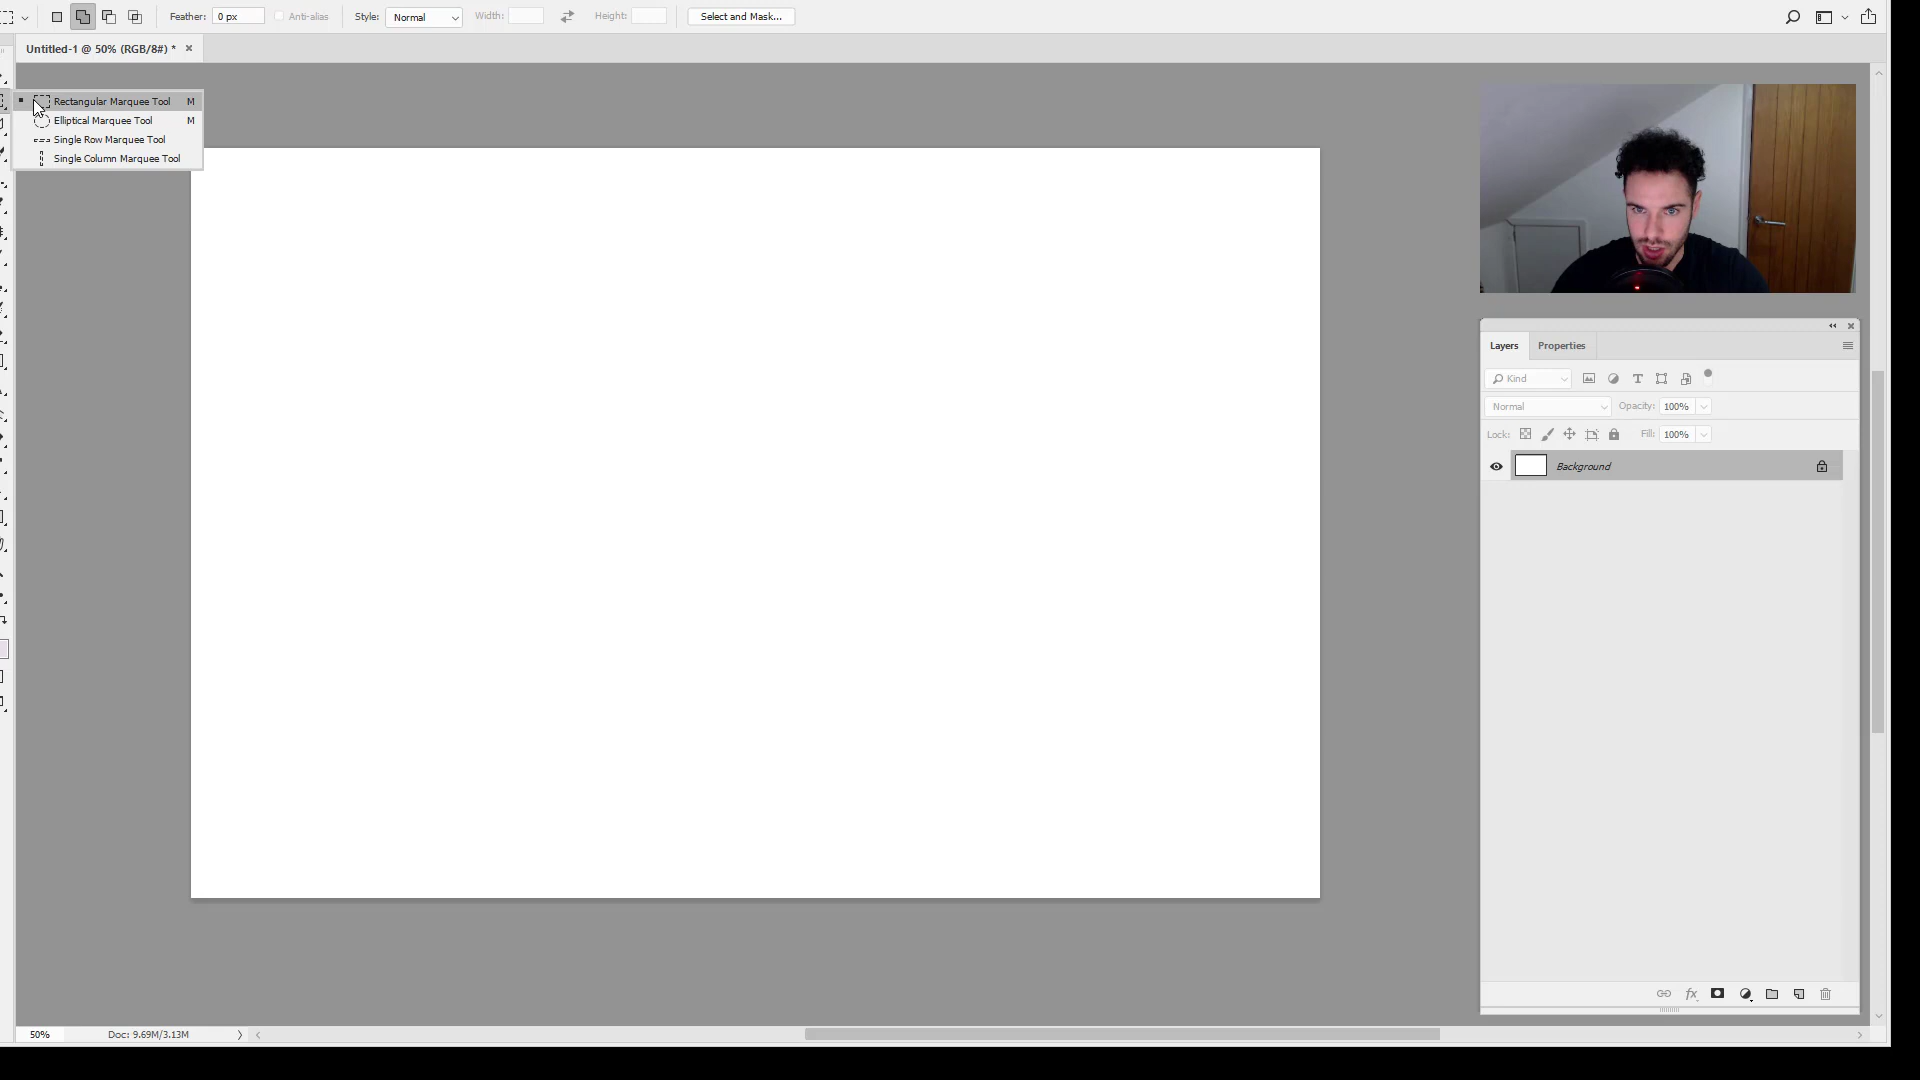 Feather: 0 px Anti-alias Style: Normal Width: Height: Select and Mask...
Untitled-1 @ 50% (RGB/8#) *
Rectangular Marquee Tool M
Elliptical Marquee Tool M
Single Row Marquee Tool
Single Column Marquee Tool
Layers Properties
Kind
Normal Opacity: 100%
Lock: Fill: 100%
Background
50% Doc: 9.69M/3.13M